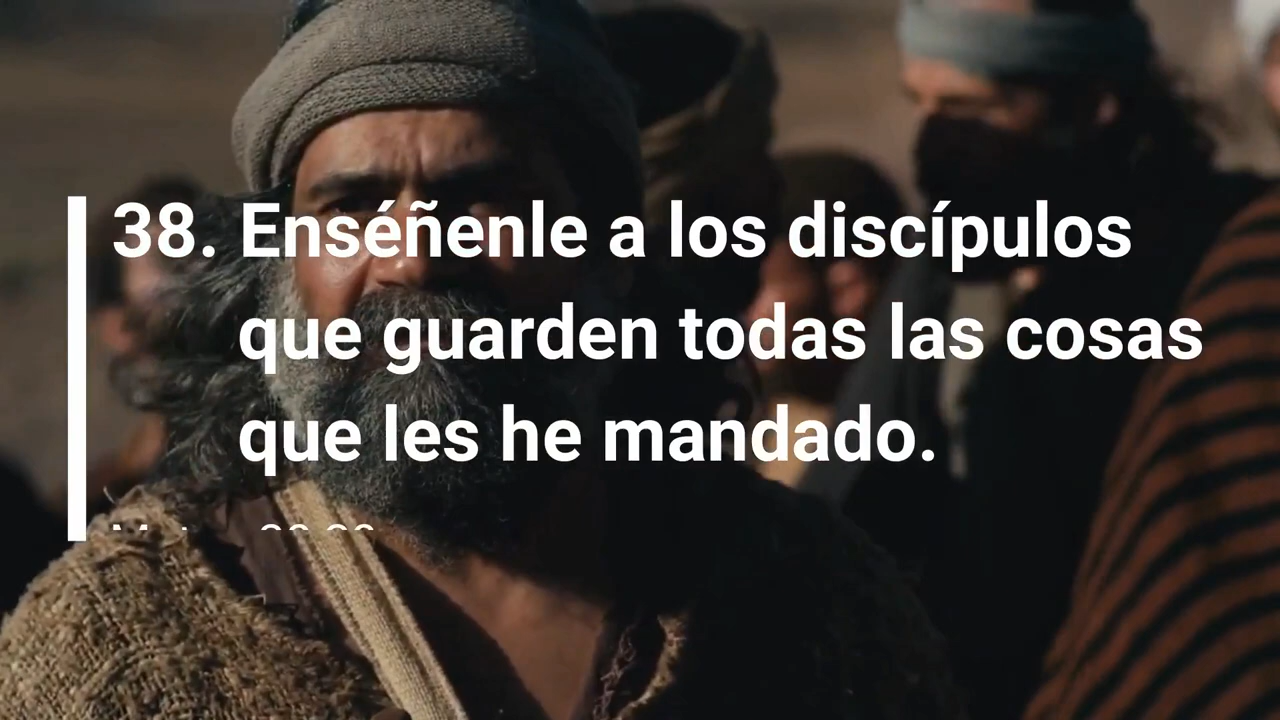 38. Enséñenle a los discípulos
que guarden todas las cosas
que les he mandado.